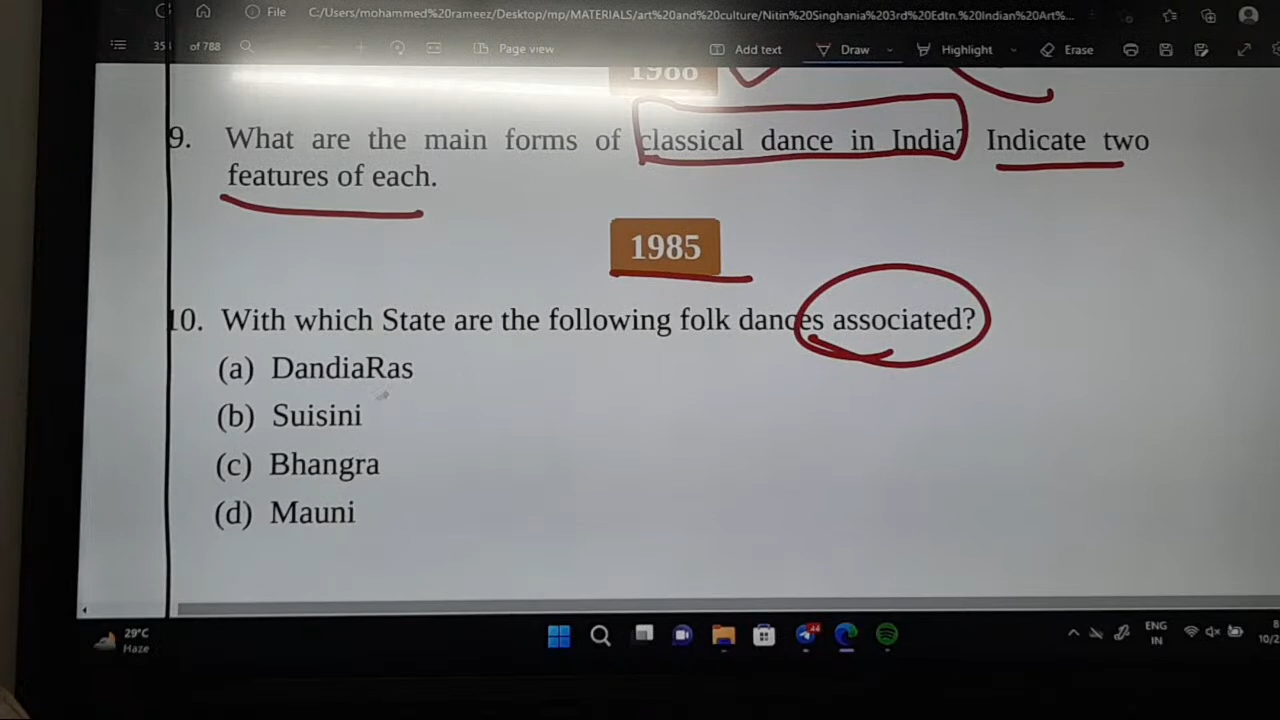 File C:/Users/mohammed%20rameez/Desktop/mp/MATERIALS/art%20and%20culture/Nitin%20Singhania%203rd%20Edtn.%20Indian%20Art%...
of 788 Page view Add text Draw Highlight Erase
1988
9. What are the main forms of classical dance in India? Indicate two
features of each.
1985
10. With which State are the following folk dances associated?
(a) DandiaRas
(b) Suisini
(c) Bhangra
(d) Mauni
29°C
Haze
44
ENG
IN